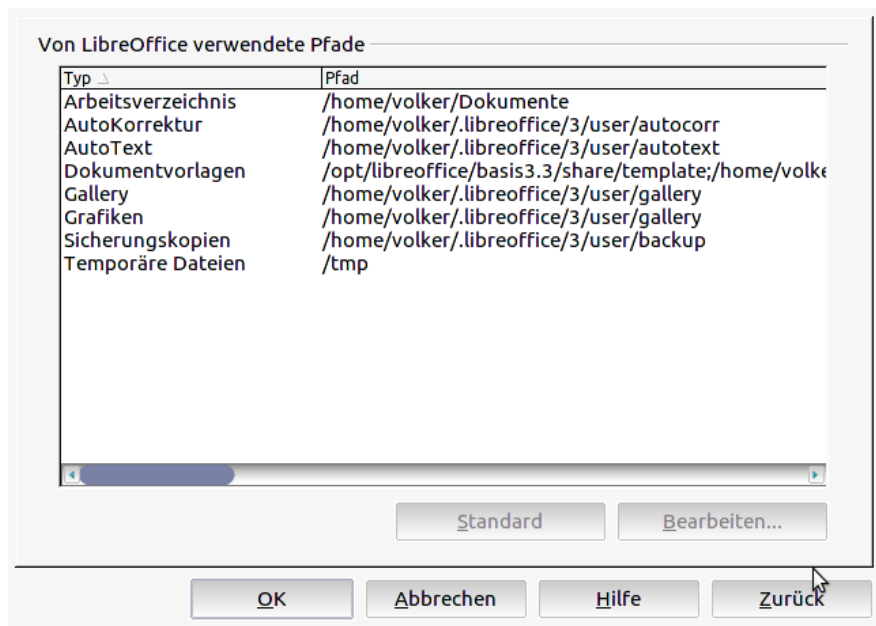 Von LibreOffice verwendete Pfade
Typ Pfad
Arbeitsverzeichnis /home/volker/Dokumente
AutoKorrektur /home/volker/.libreoffice/3/user/autocorr
AutoText /home/volker/.libreoffice/3/user/autotext
Dokumentvorlagen /opt/libreoffice/basis3.3/share/template;/home/volke
Gallery /home/volker/.libreoffice/3/user/gallery
Grafiken /home/volker/.libreoffice/3/user/gallery
Sicherungskopien /home/volker/.libreoffice/3/user/backup
Temporäre Dateien /tmp
Standard Bearbeiten...
OK Abbrechen Hilfe Zurück